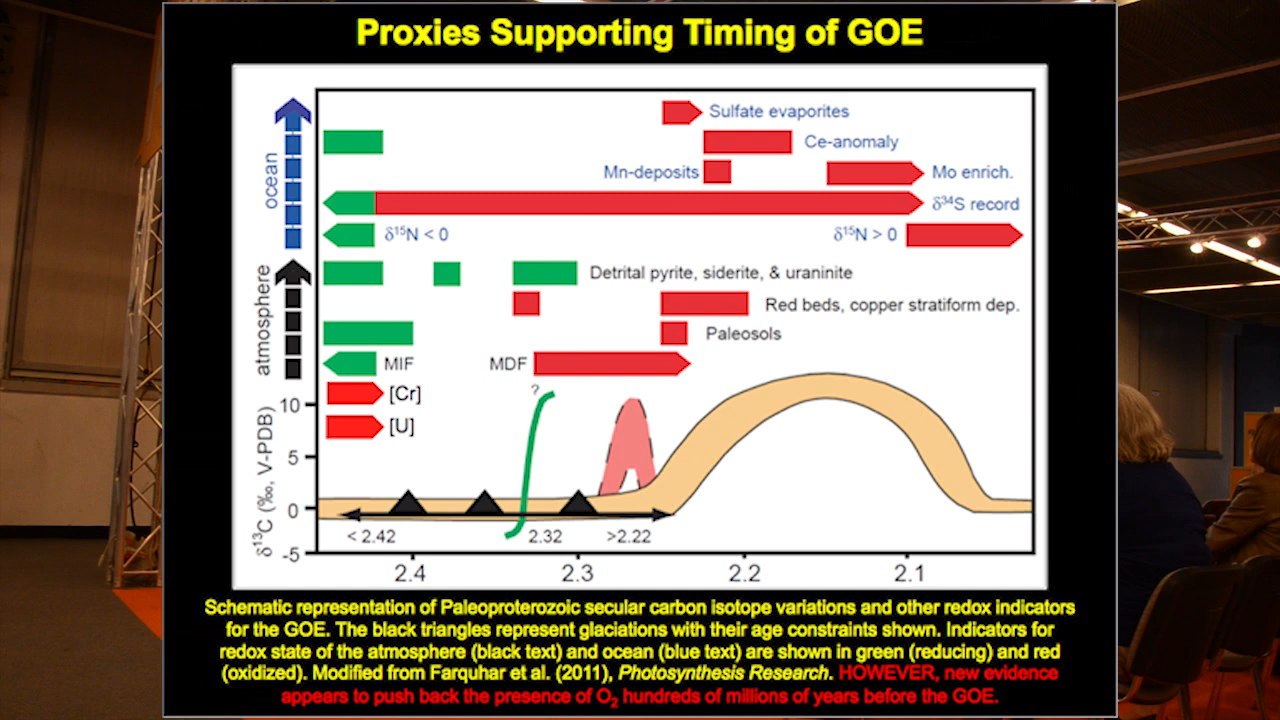 Proxies Supporting Timing of GOE
Sulfate evaporites
Ce-anomaly
Mn-deposits
Mo enrich.
δ³⁴S record
δ¹⁵N < 0
δ¹⁵N > 0
ocean
Detrital pyrite, siderite, & uraninite
Red beds, copper stratiform dep.
Paleosols
MIF
MDF
atmosphere
?
[Cr]
[U]
10
5
0
-5
δ¹³C (‰, V-PDB)
< 2.42
2.32
>2.22
2.4
2.3
2.2
2.1
Schematic representation of Paleoproterozoic secular carbon isotope variations and other redox indicators
for the GOE. The black triangles represent glaciations with their age constraints shown. Indicators for
redox state of the atmosphere (black text) and ocean (blue text) are shown in green (reducing) and red
(oxidized). Modified from Farquhar et al. (2011), Photosynthesis Research. HOWEVER, new evidence
appears to push back the presence of O₂ hundreds of millions of years before the GOE.